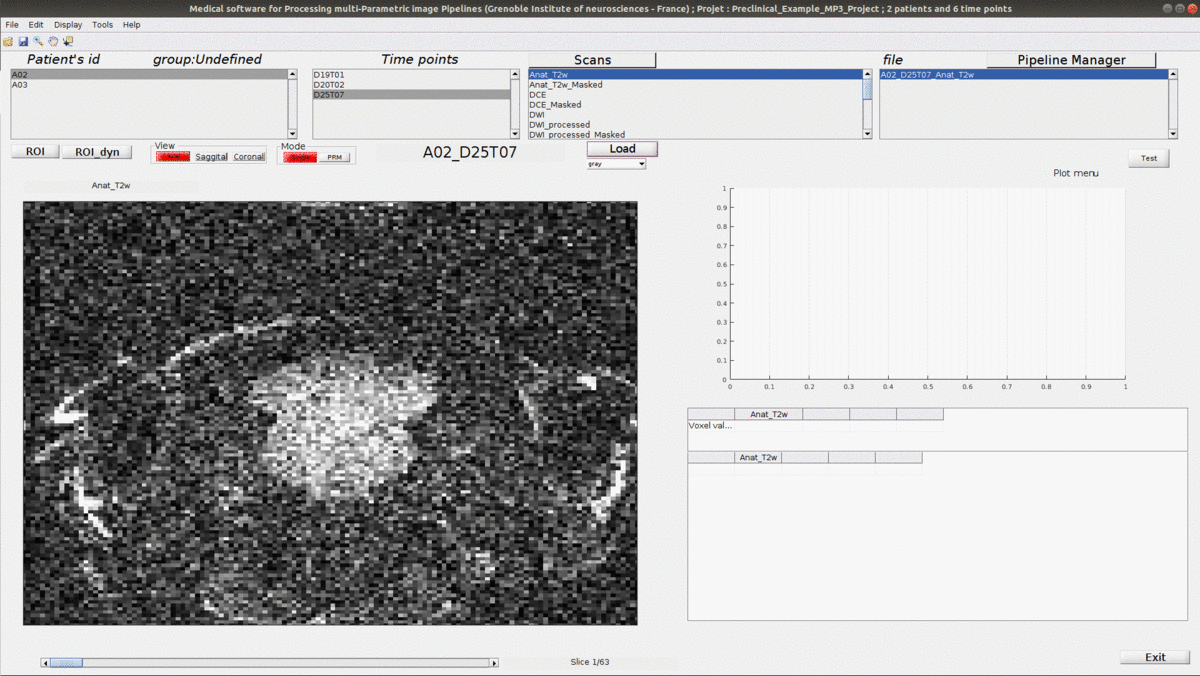 Medical software for Processing multi-Parametric image Pipelines (Grenoble Institute of neurosciences - France) ; Projet : Preclinical_Example_MP3_Project ; 2 patients and 6 time points
File Edit Display Tools Help
Patient's id group:Undefined Time points Scans file Pipeline Manager
A02 D19T01 Anat_T2w A02_D25T07_Anat_T2w
A03 D20T02 Anat_T2w_Masked
D25T07 DCE
DCE_Masked
DWI
DWI_processed
DWI_processed_Masked
ROI ROI_dyn View Saggital Coronal Mode PRM A02_D25T07 Load
gray Test
Plot menu
Anat_T2w
1
0.9
0.8
0.7
0.6
0.5
0.4
0.3
0.2
0.1
0
0 0.1 0.2 0.3 0.4 0.5 0.6 0.7 0.8 0.9 1
Anat_T2w
Voxel val...
Anat_T2w
Slice 1/63 Exit